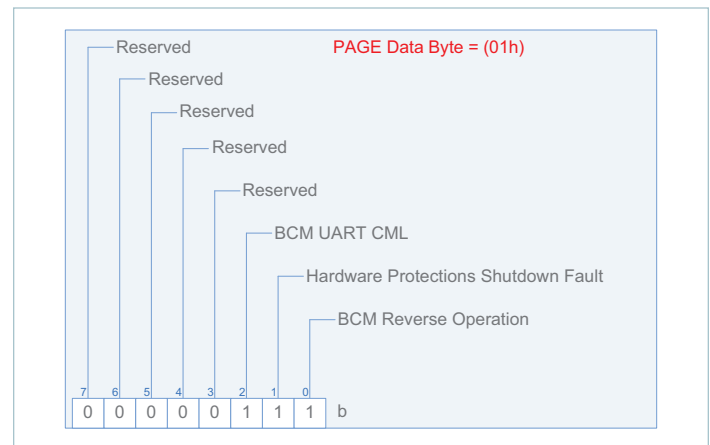 Reserved PAGE Data Byte = (01h)
Reserved
Reserved
Reserved
Reserved
BCM UART CML
Hardware Protections Shutdown Fault
BCM Reverse Operation
7 6 5 4 3 2 1 0
0 0 0 0 0 1 1 1 b